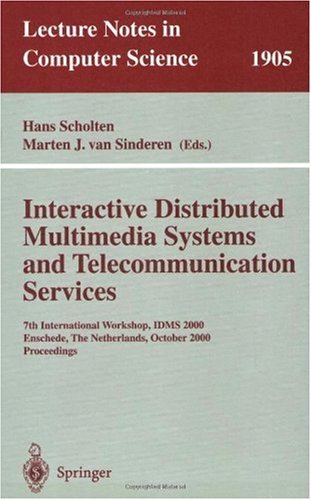 Lecture Notes in
Computer Science 1905
Hans Scholten
Marten J. van Sinderen (Eds.)
Interactive Distributed
Multimedia Systems
and Telecommunication
Services
7th International Workshop, IDMS 2000
Enschede, The Netherlands, October 2000
Proceedings
Springer